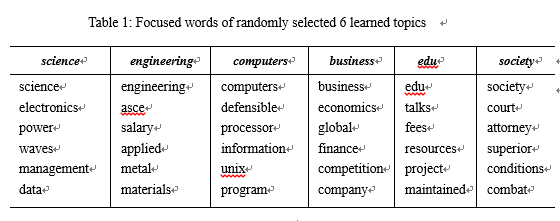 Table 1: Focused words of randomly selected 6 learned topics
science engineering computers business edu society
science engineering computers business edu society
electronics asce defensible economics talks court
power salary processor global fees attorney
waves applied information finance resources superior
management metal unix competition project conditions
data materials program company maintained combat